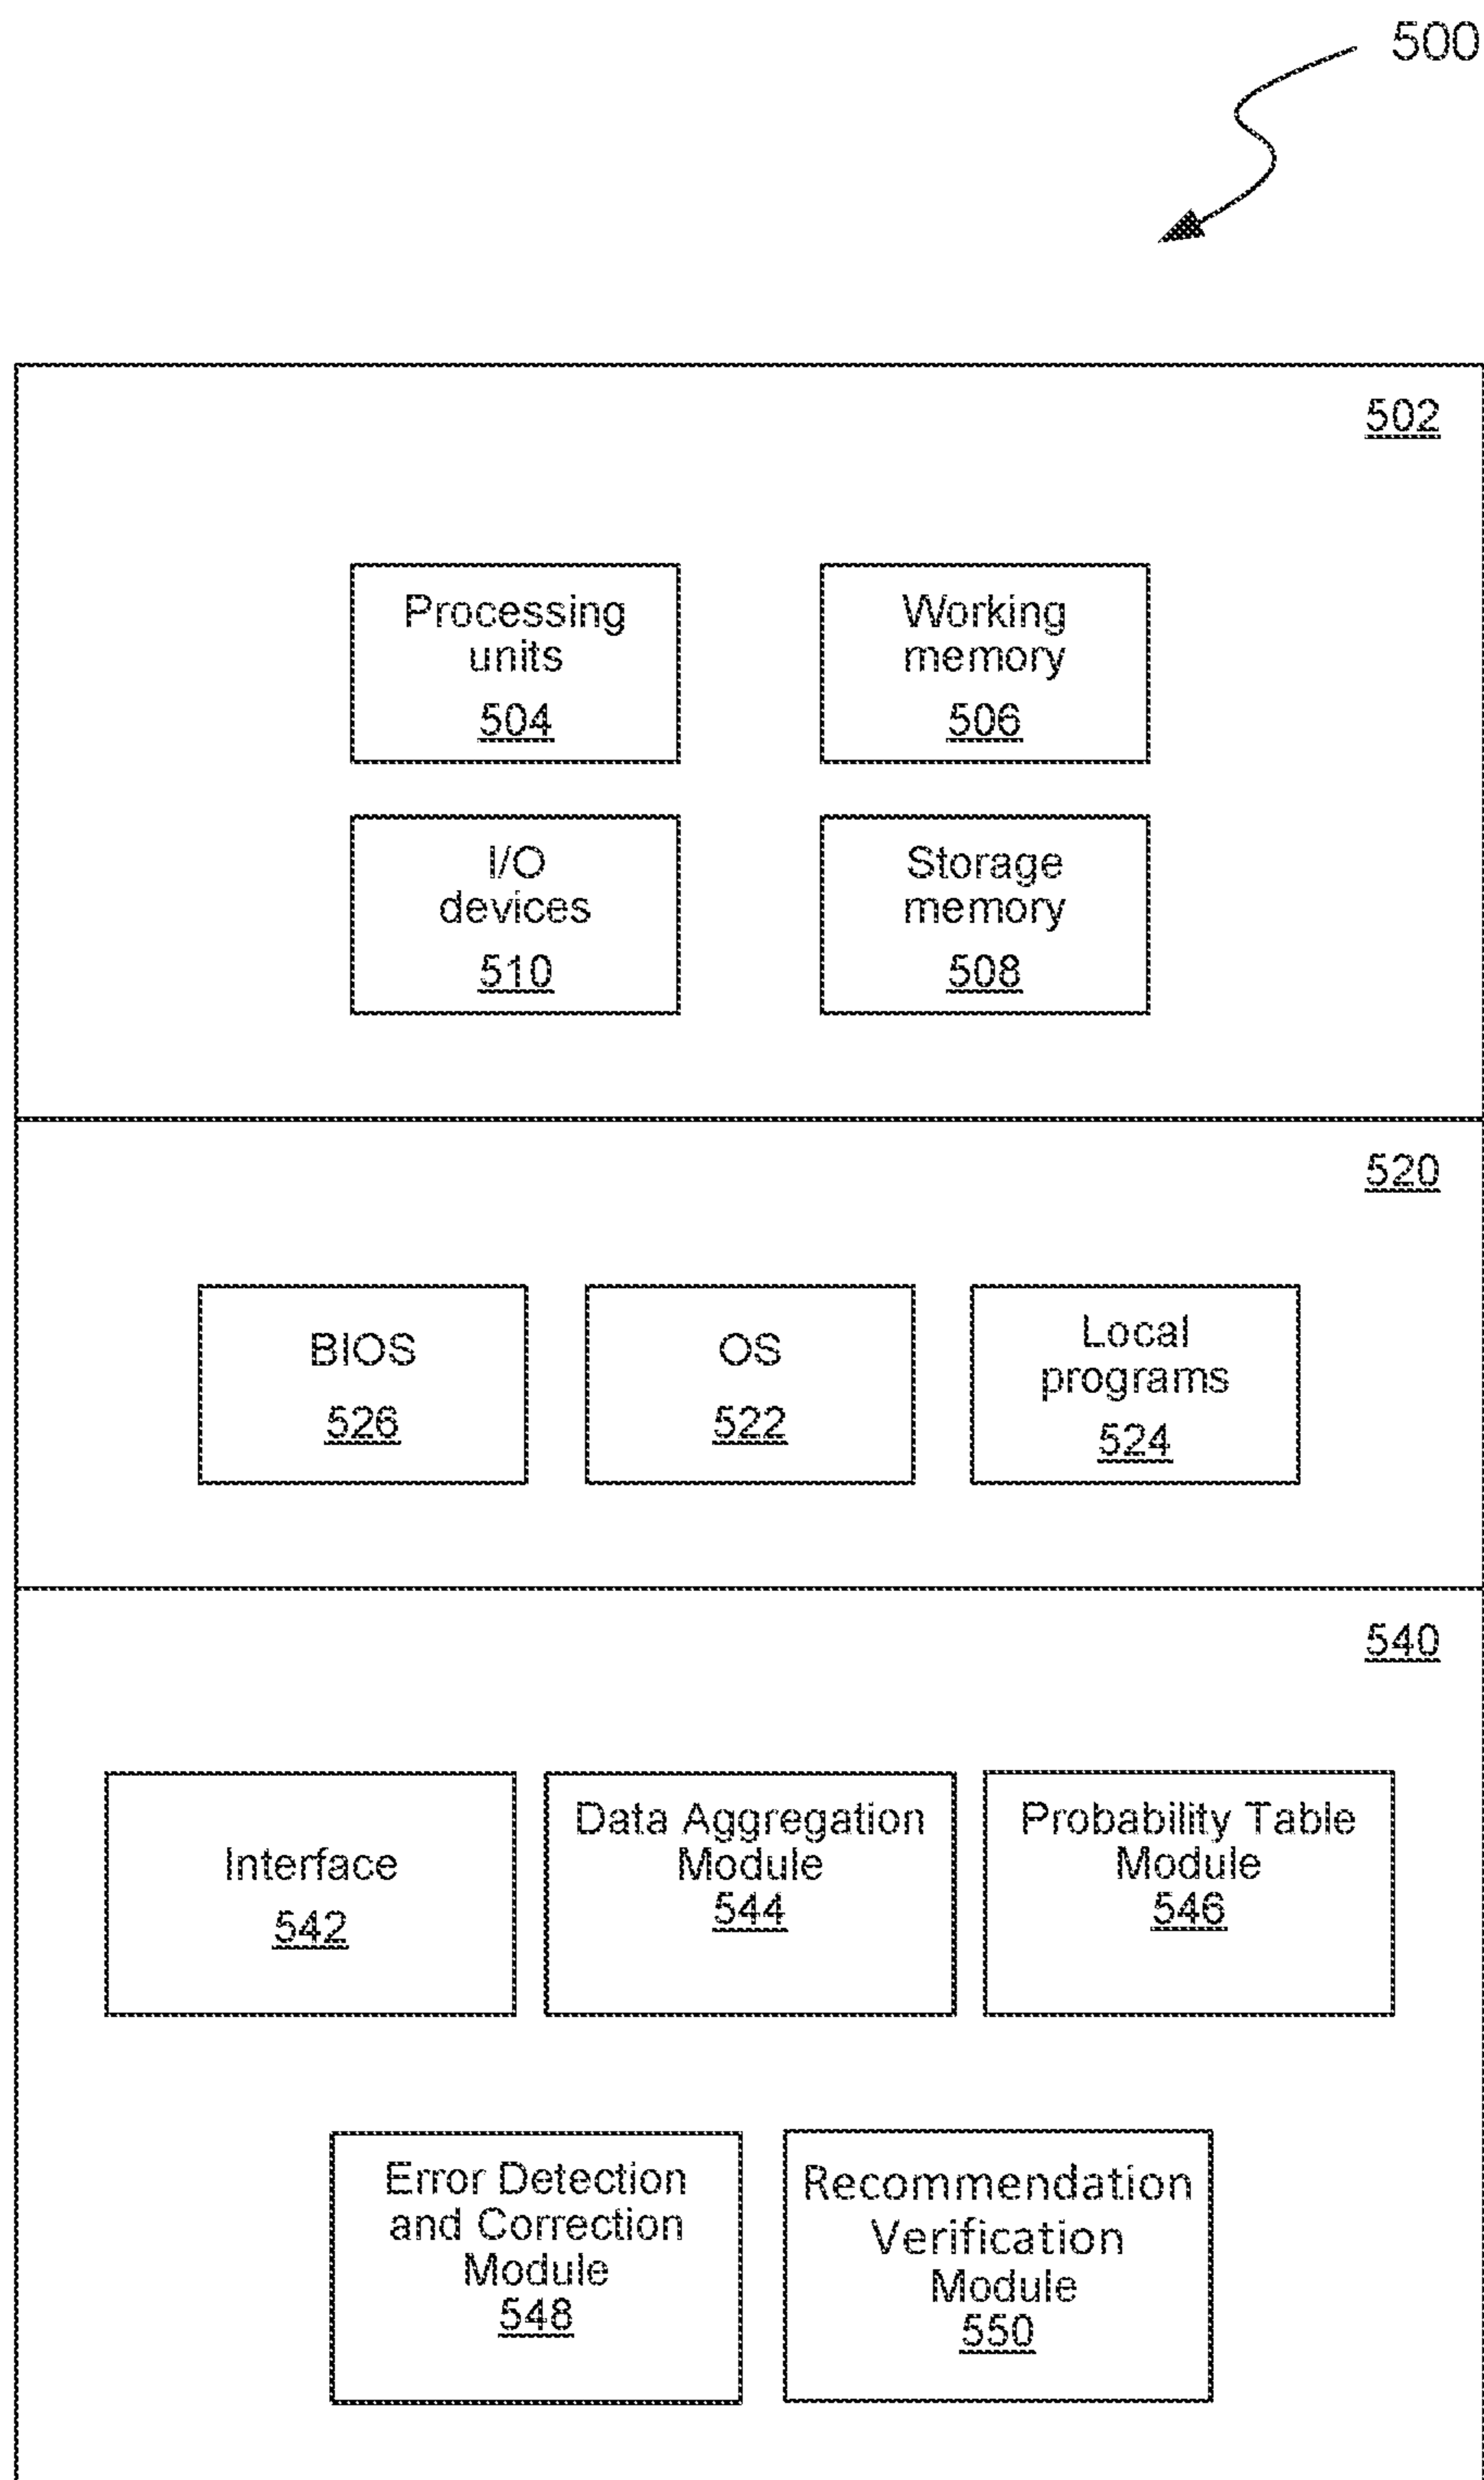 500
502
Processing
units
504
Working
memory
506
I/O
devices
510
Storage
memory
508
520
BIOS
526
OS
522
Local
programs
524
540
Interface
542
Data Aggregation
Module
544
Probability Table
Module
546
Error Detection
and Correction
Module
548
Recommendation
Verification
Module
550